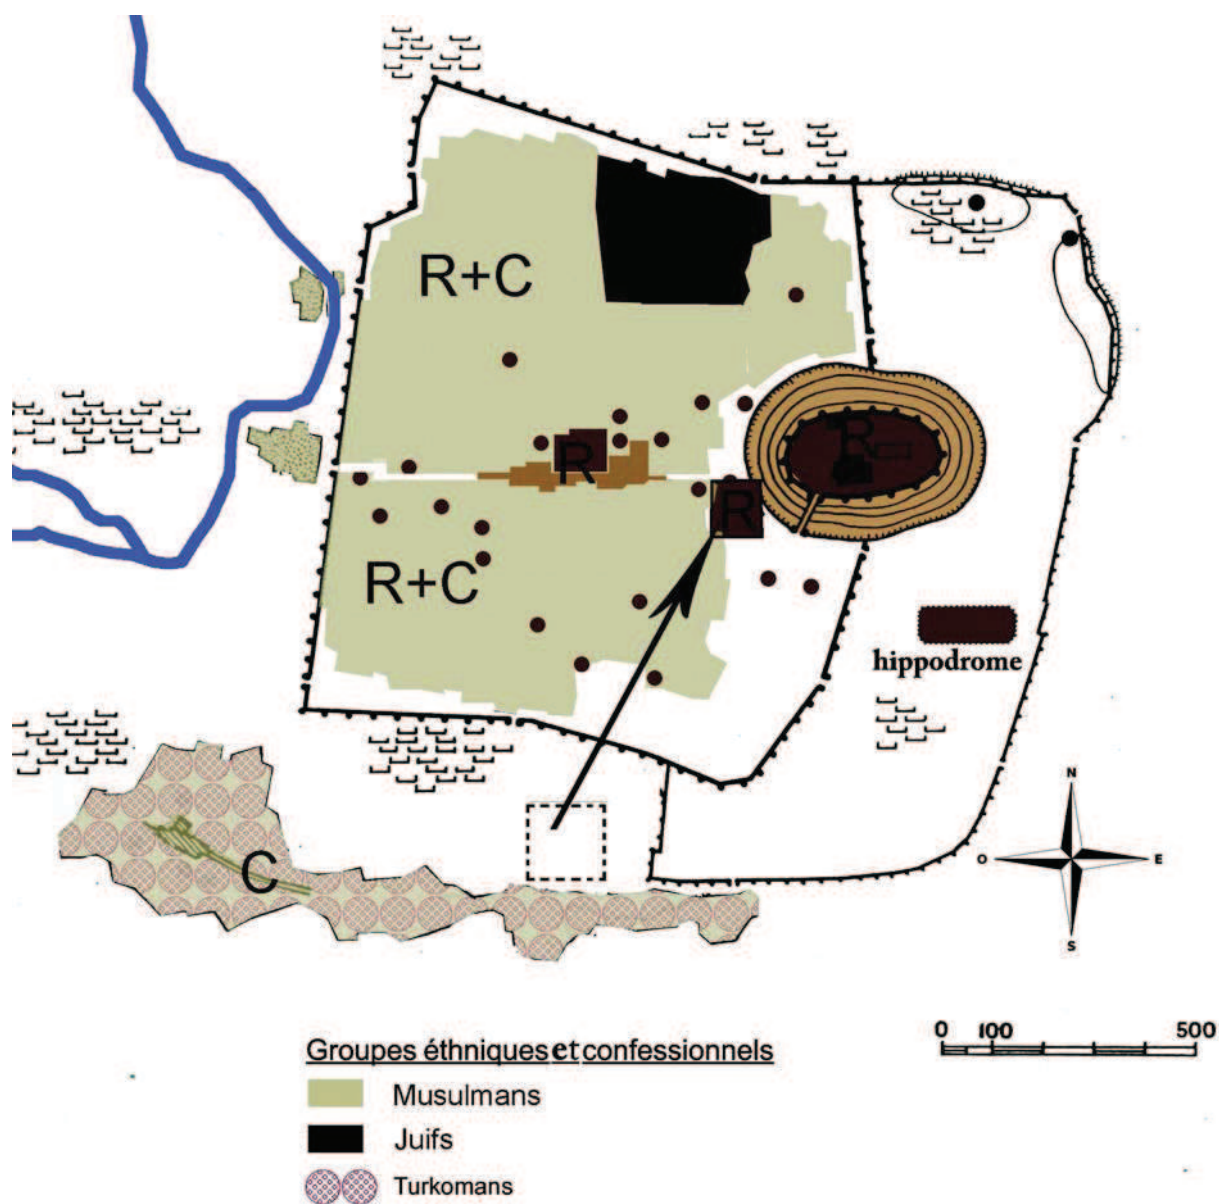 R+C
R
R
R
R+C
hippodrome
C
N
O
E
S
0 100 500
Groupes éthniques et confessionnels
Musulmans
Juifs
Turkomans